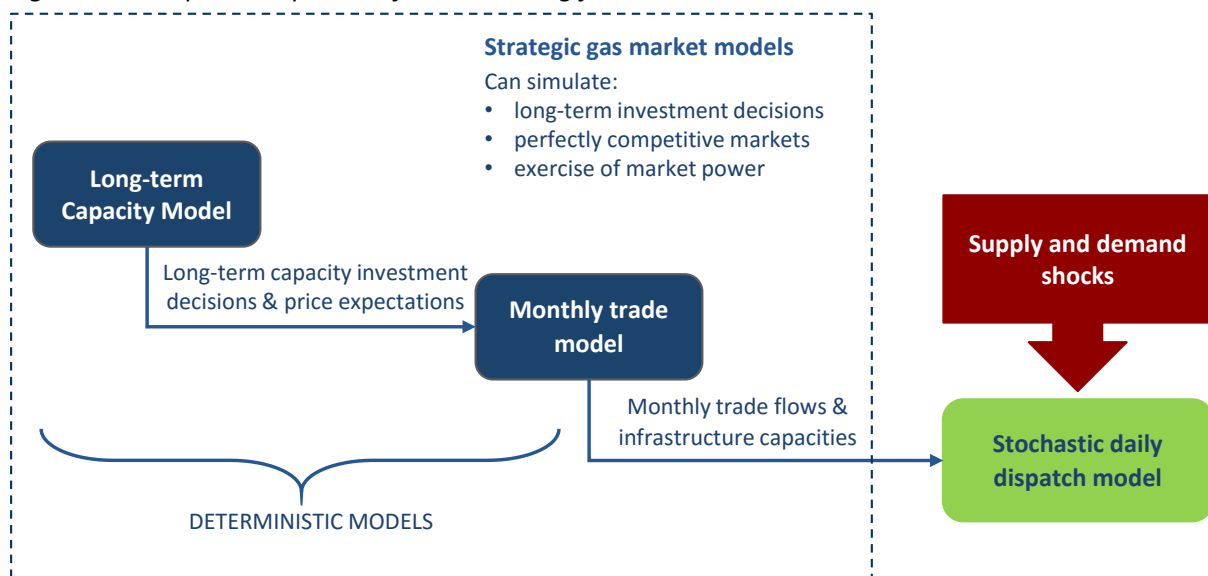 Strategic gas market models
Can simulate:
• long-term investment decisions
• perfectly competitive markets
• exercise of market power
Long-term
Capacity Model
Long-term capacity investment
decisions & price expectations
Monthly trade
model
Supply and demand
shocks
Monthly trade flows &
infrastructure capacities
Stochastic daily
dispatch model
DETERMINISTIC MODELS